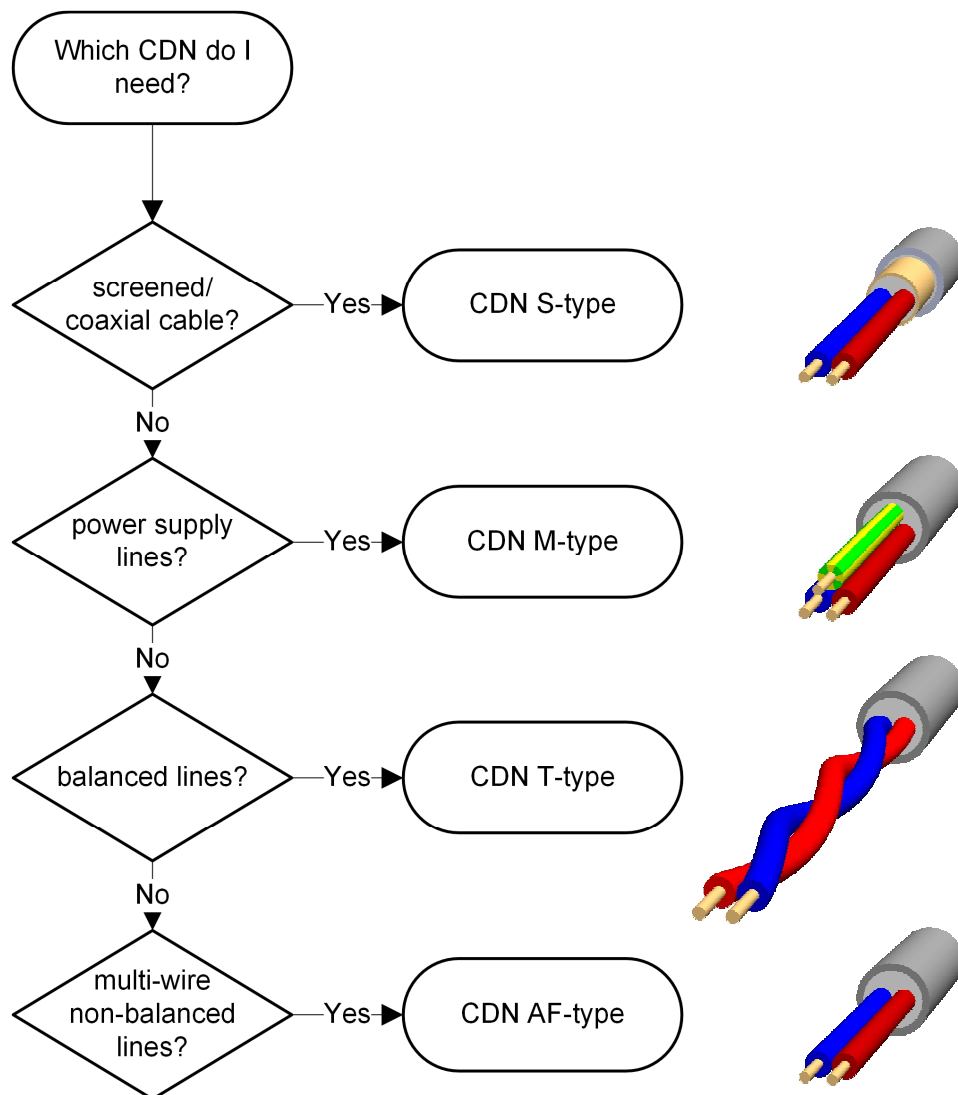 Which CDN do I
need?
screened/
coaxial cable?
Yes
CDN S-type
No
power supply
lines?
Yes
CDN M-type
No
balanced lines?
Yes
CDN T-type
No
multi-wire
non-balanced
lines?
Yes
CDN AF-type